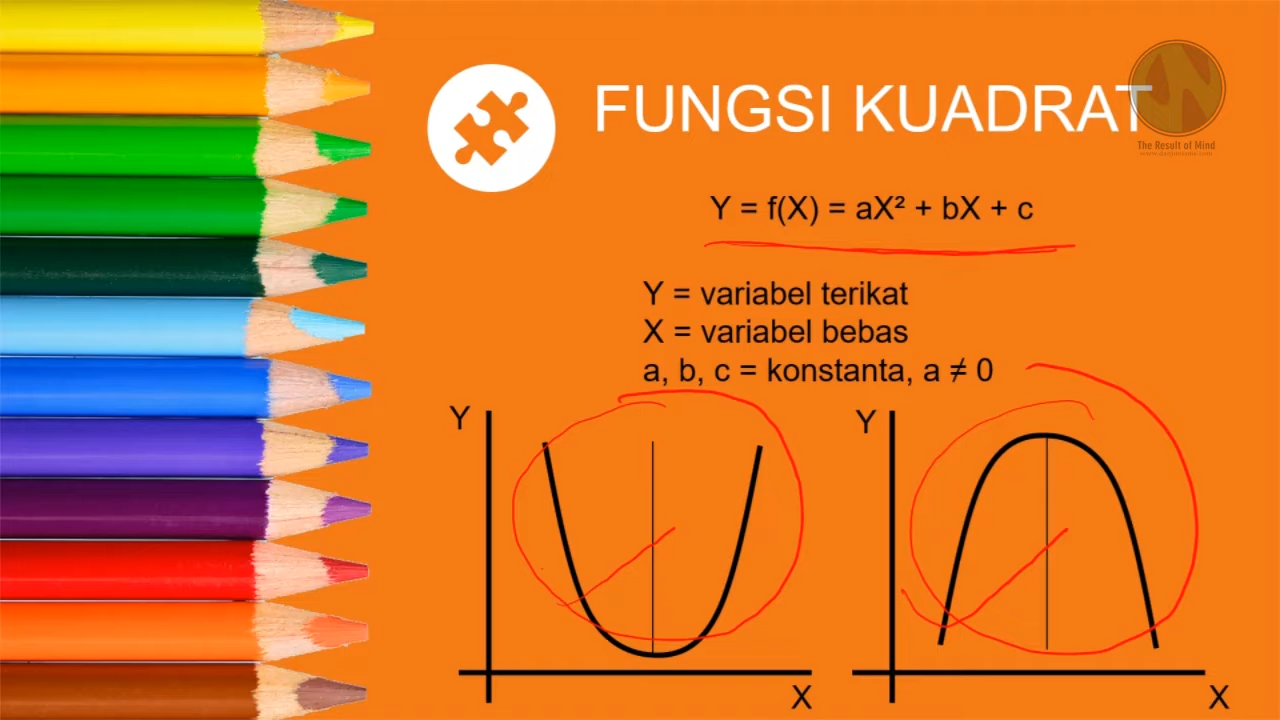 FUNGSI KUADRAT
The Result of Mind
Y = f(X) = aX² + bX + c
Y = variabel terikat
X = variabel bebas
a, b, c = konstanta, a ≠ 0
Y
X
Y
X